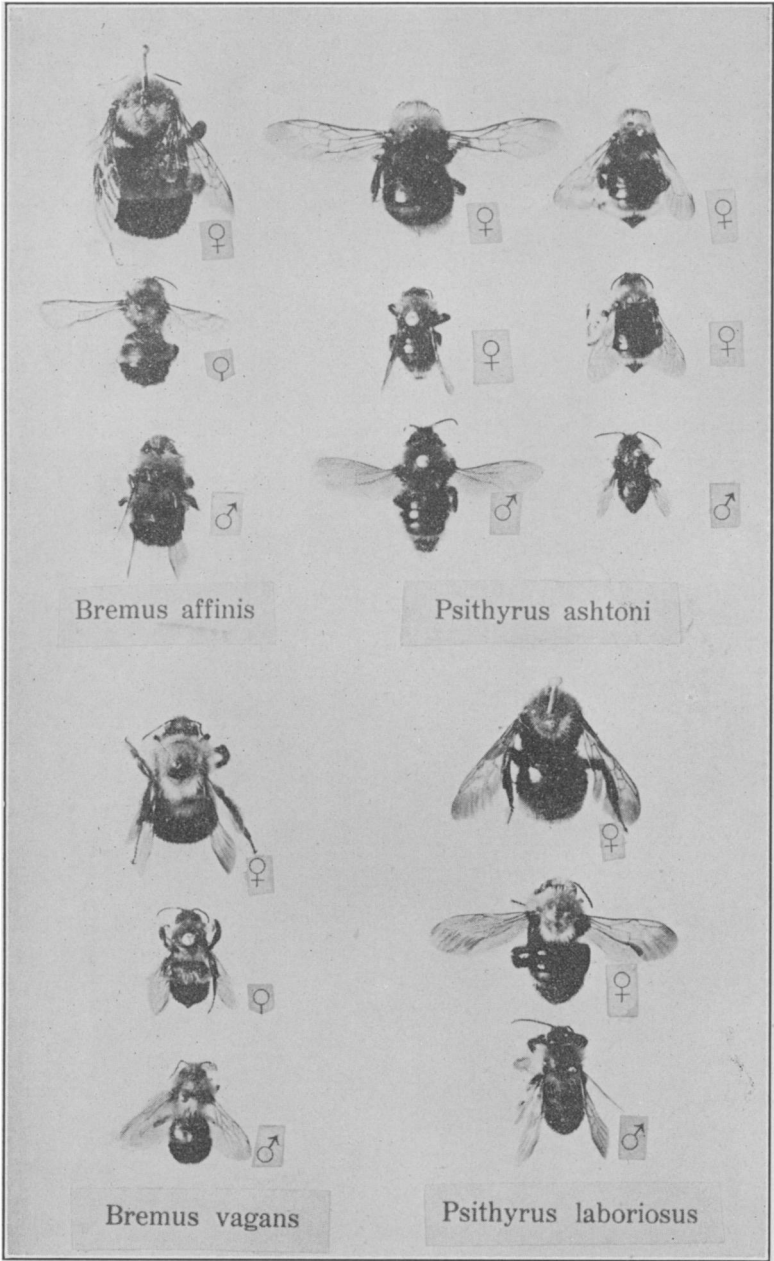 ♀ ♀ ♀
⚲ ♀ ♀
♂ ♂ ♂
Bremus affinis Psithyrus ashtoni
♀ ♀
⚲ ♀
♂ ♂
Bremus vagans Psithyrus laboriosus